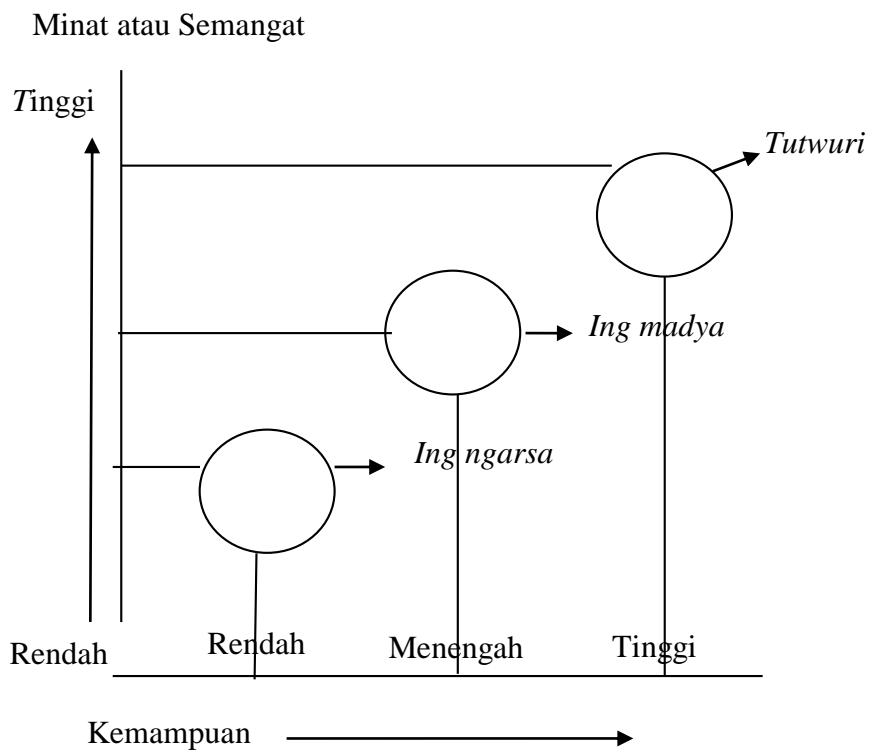 Minat atau Semangat
Tinggi
Tutwuri
Ing madya
Ing ngarsa
Rendah
Rendah
Menengah
Tinggi
Kemampuan